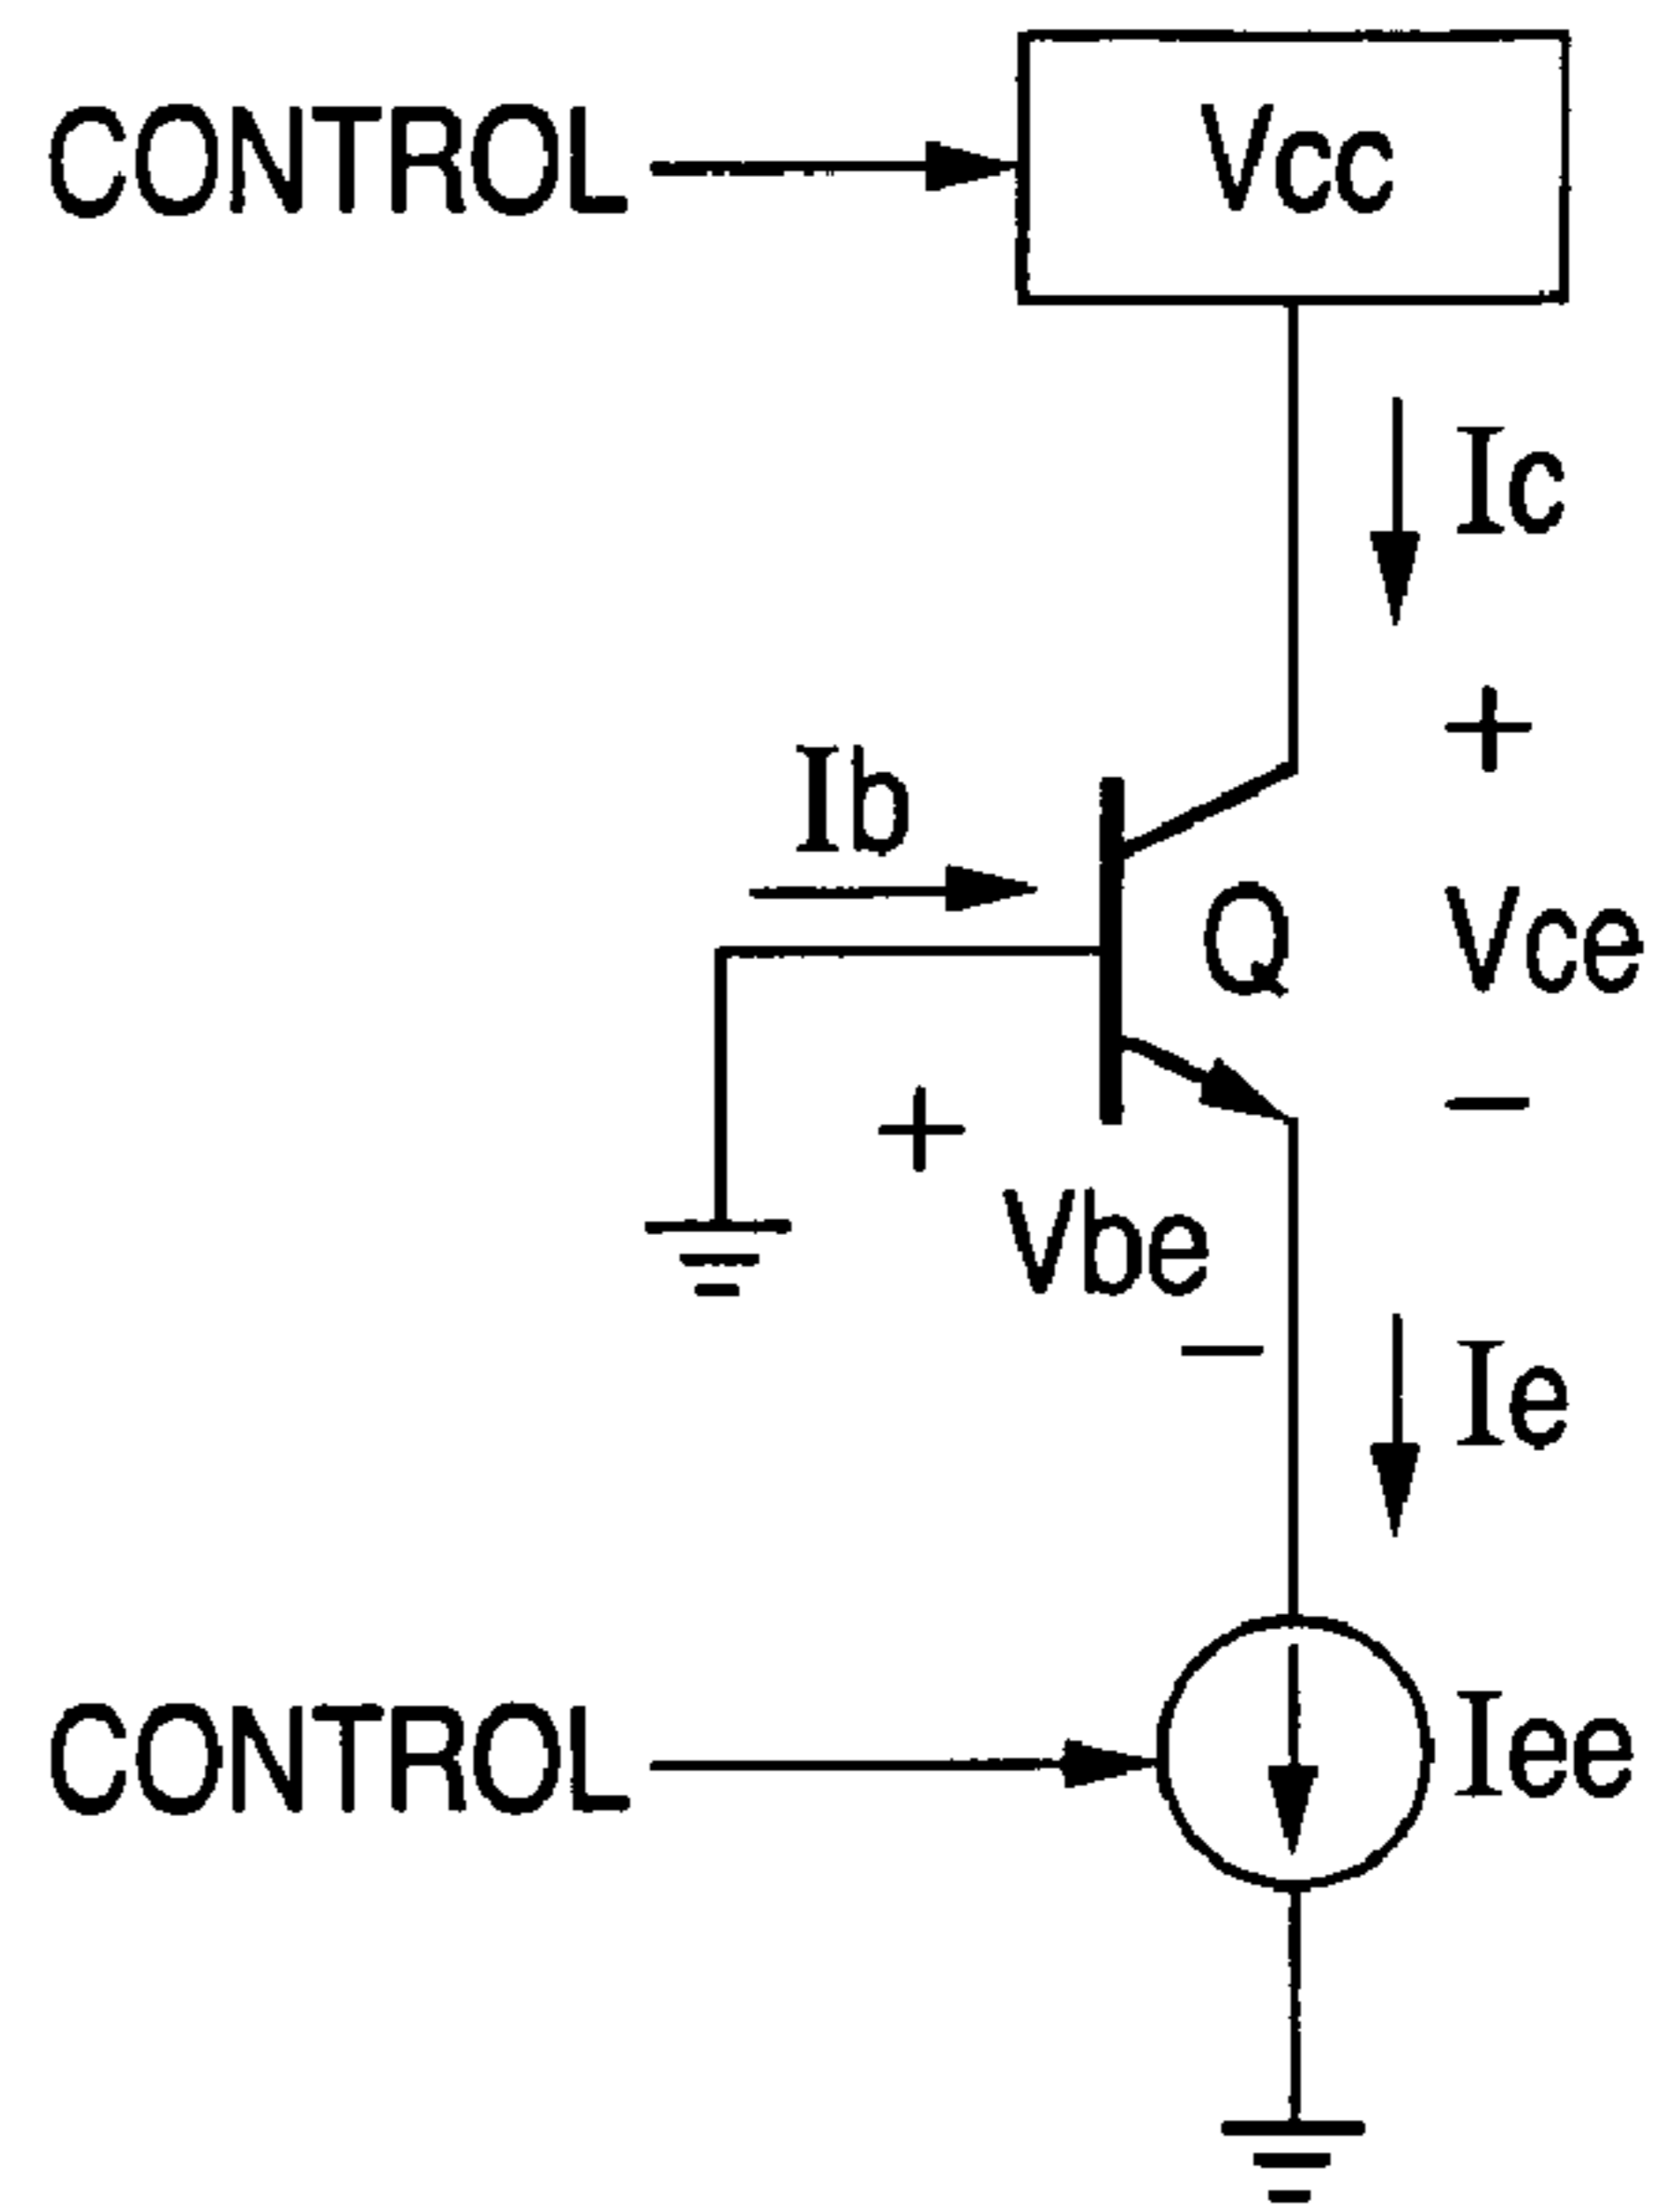 CONTROL
Vcc
Ic
+
Ib
Q
Vce
−
+
Vbe
−
Ie
CONTROL
Iee